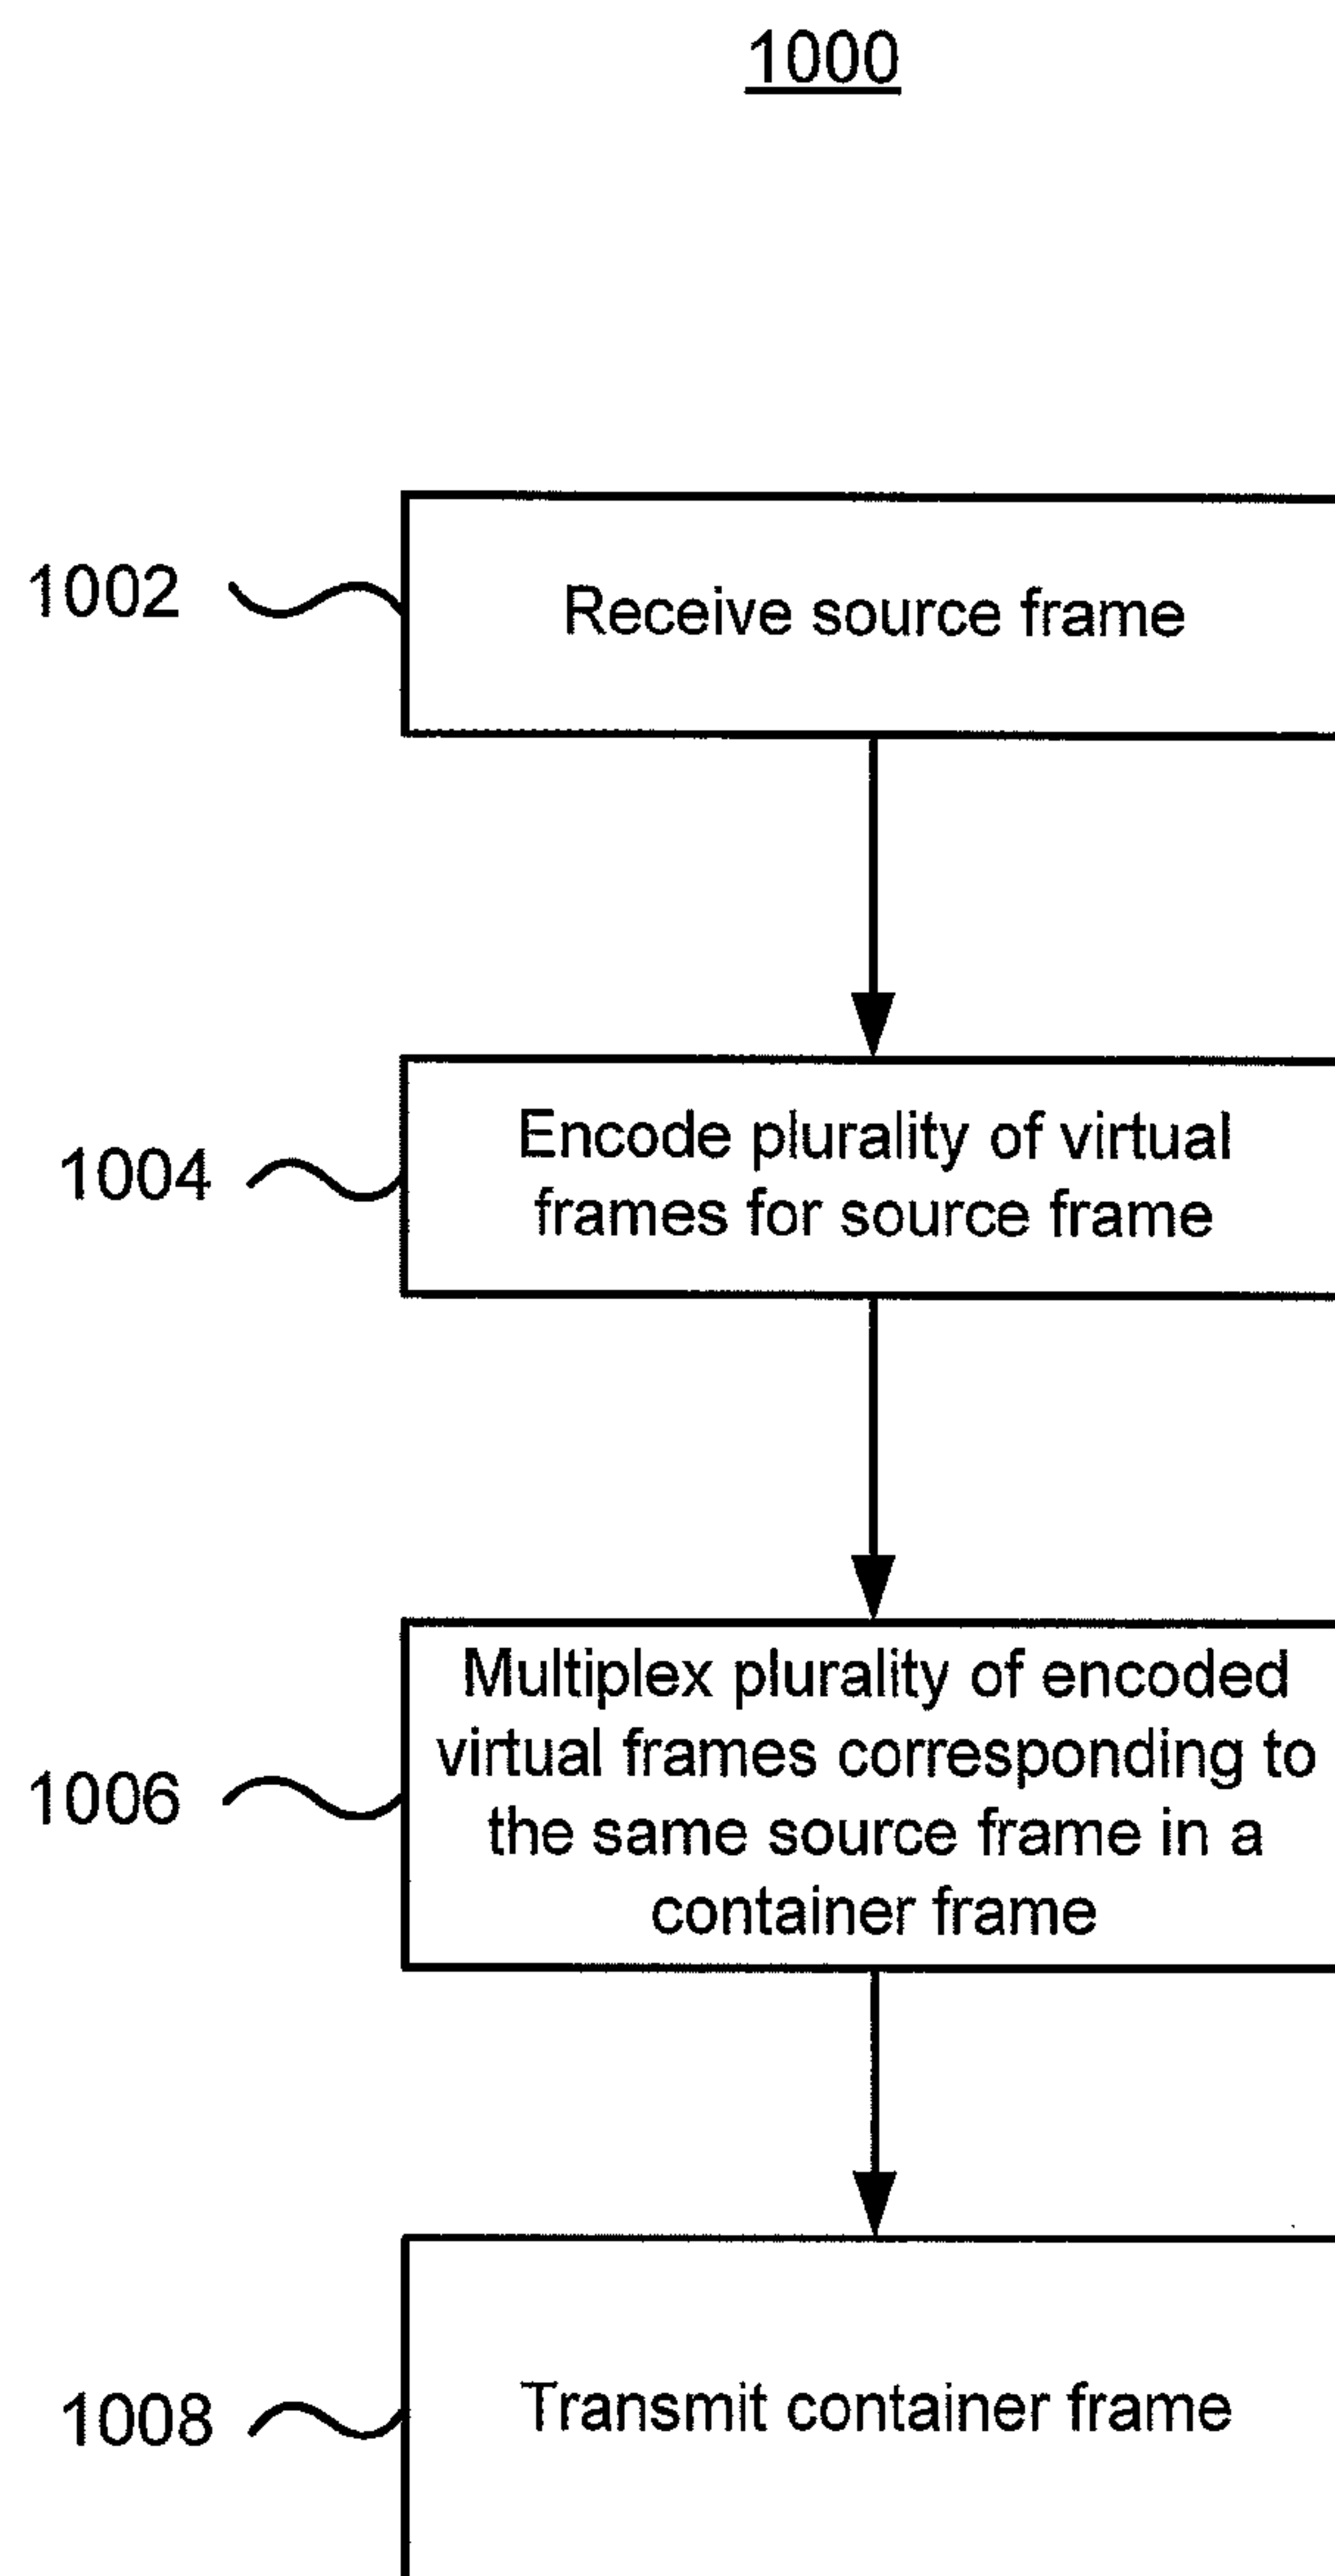 1000
1002
Receive source frame
1004
Encode plurality of virtual
frames for source frame
1006
Multiplex plurality of encoded
virtual frames corresponding to
the same source frame in a
container frame
1008
Transmit container frame